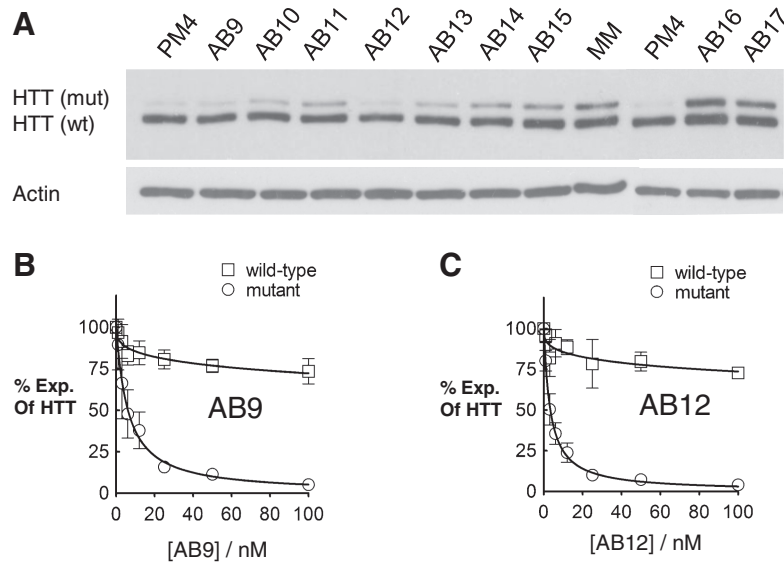 A
PM4 AB9 AB10 AB11 AB12 AB13 AB14 AB15 MM PM4 AB16 AB17
HTT (mut)
HTT (wt)
Actin
B
□ wild-type
○ mutant
100
75
% Exp.
Of HTT
50
25
0
AB9
0 20 40 60 80 100
[AB9] / nM
C
□ wild-type
○ mutant
100
75
% Exp.
Of HTT
50
25
0
AB12
0 20 40 60 80 100
[AB12] / nM